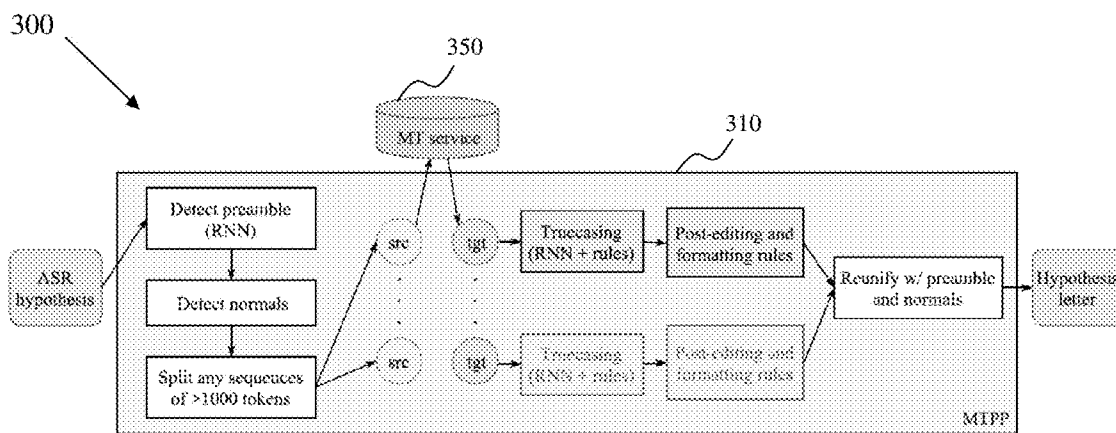 300
350
MT service
310
Detect preamble
(RNN)
src
tgt
Truecasing
(RNN + rules)
Post-editing and
formatting rules
ASR
hypothesis
Detect normals
Reunify w/ preamble
and normals
Hypothesis
letter
Split any sequences
of >1000 tokens
src
tgt
Truecasing
(RNN + rules)
Post-editing and
formatting rules
MTPP